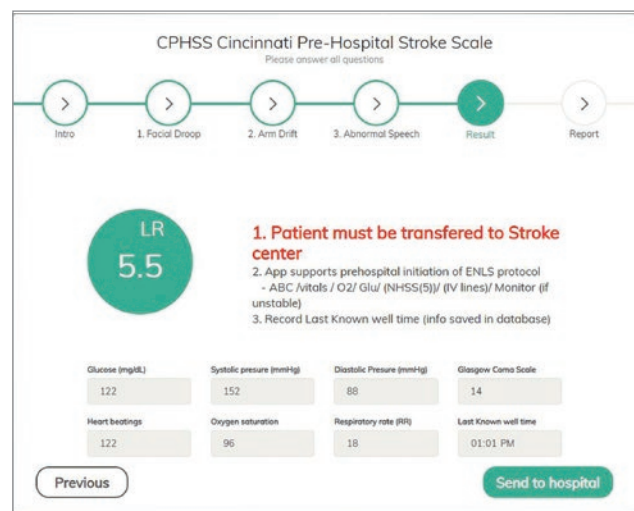 CPHSS Cincinnati Pre-Hospital Stroke Scale
Please answer all questions
Intro
1. Facial Droop
2. Arm Drift
3. Abnormal Speech
Result
Report
LR
5.5
1. Patient must be transfered to Stroke
center
2. App supports prehospital initiation of ENLS protocol
- ABC /vitals / O2/ Glu/ (NHSS(5))/ (IV lines)/ Monitor (if
unstable)
3. Record Last Known well time (info saved in database)
Glucose (mg/dL)
Systolic presure (mmHg)
Diastolic Presure (mmHg)
Glasgow Coma Scale
122
152
88
14
Heart beatings
Oxygen saturation
Respiratory rate (RR)
Last Known well time
122
96
18
01:01 PM
Previous
Send to hospital